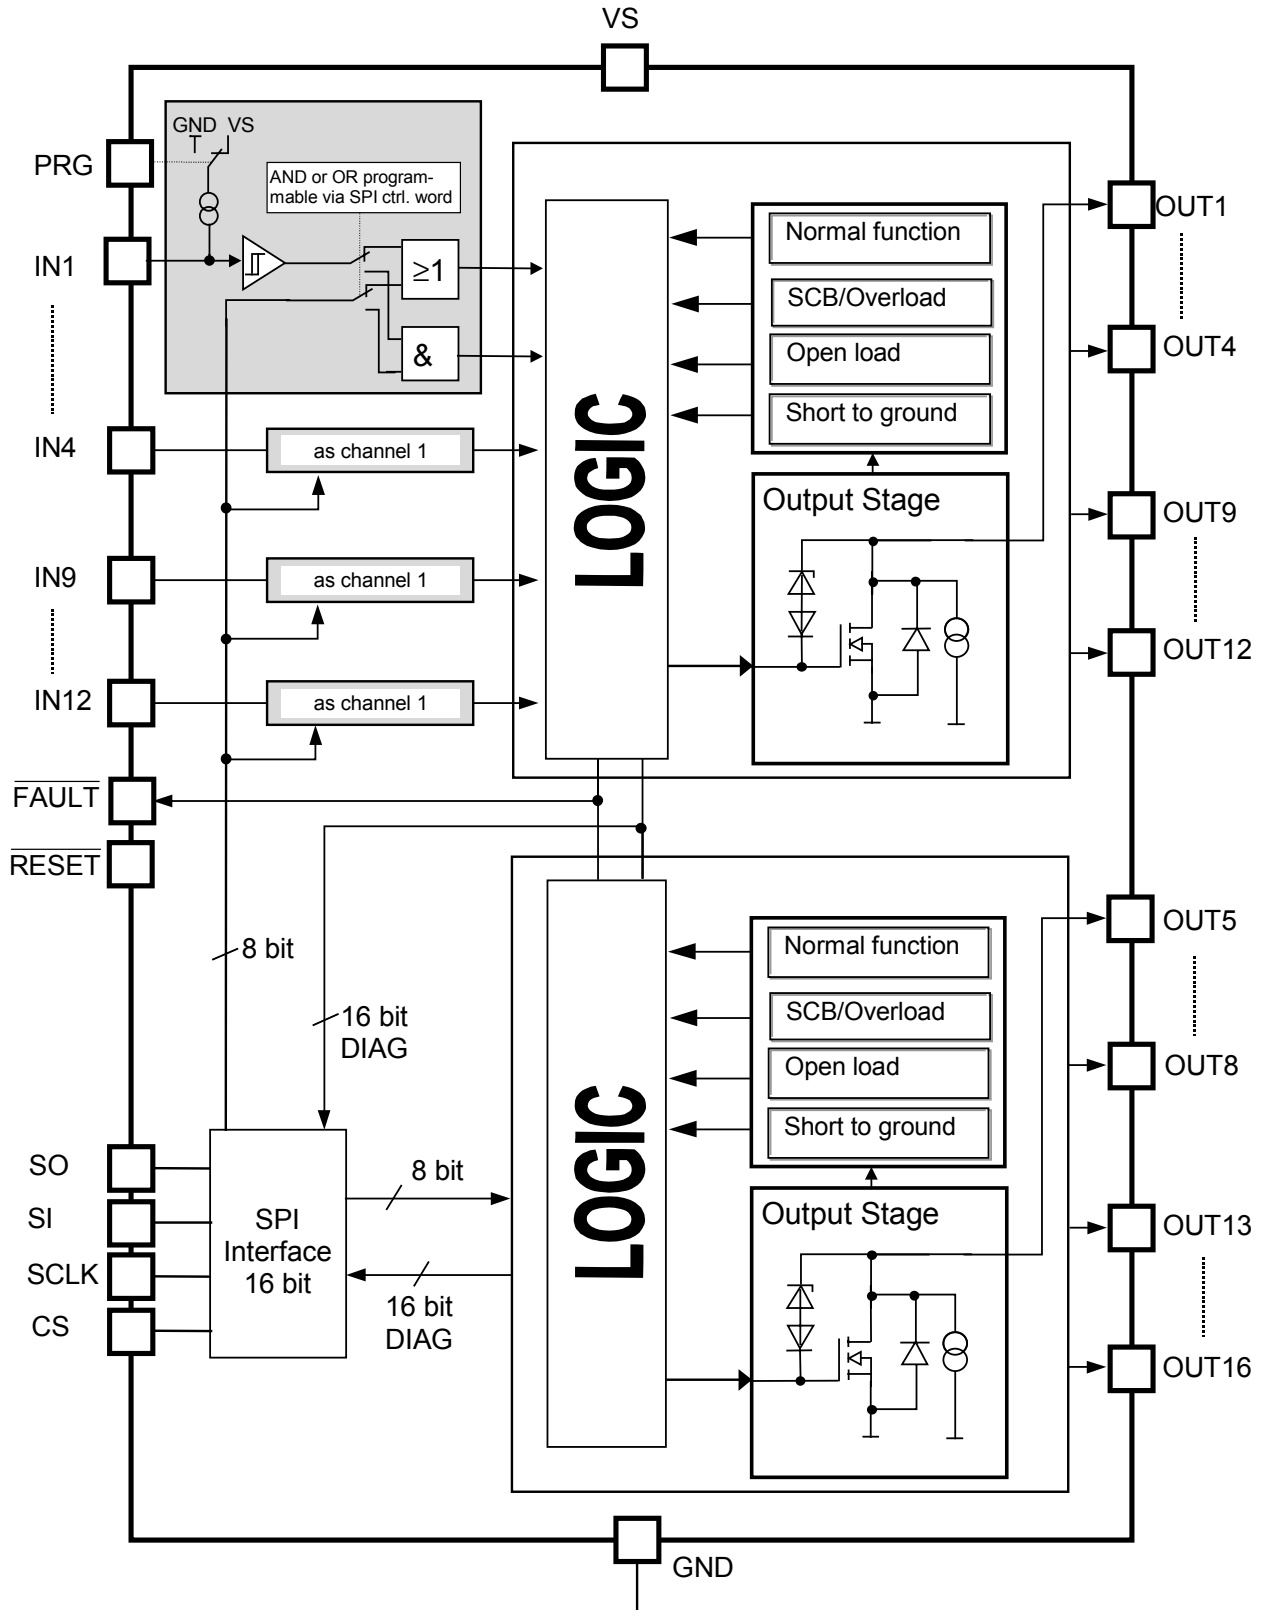 VS
GND VS
PRG
AND or OR program-
mable via SPI ctrl. word
IN1
≥1
&
IN4
as channel 1
IN9
as channel 1
IN12
as channel 1
FAULT
RESET
LOGIC
Normal function
SCB/Overload
Open load
Short to ground
Output Stage
OUT1
OUT4
OUT9
OUT12
8 bit
16 bit
DIAG
SO
SI
SCLK
CS
SPI
Interface
16 bit
8 bit
16 bit
DIAG
LOGIC
Normal function
SCB/Overload
Open load
Short to ground
Output Stage
OUT5
OUT8
OUT13
OUT16
GND